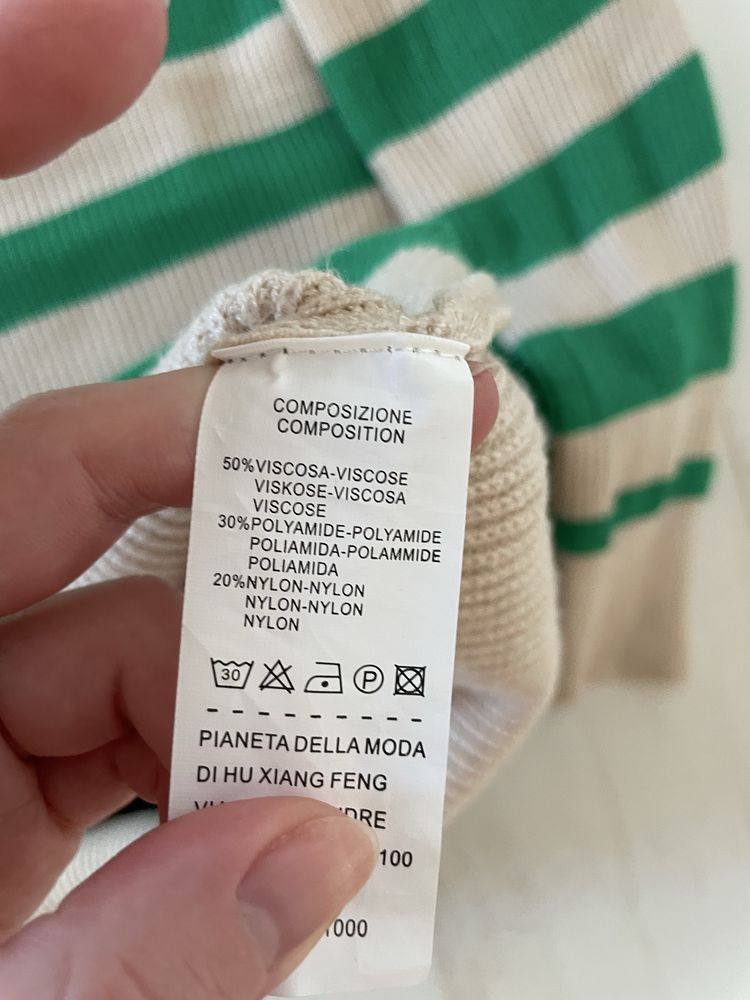 COMPOSIZIONE
COMPOSITION
50%VISCOSA-VISCOSE
VISKOSE-VISCOSA
VISCOSE
30%POLYAMIDE-POLYAMIDE
POLIAMIDA-POLAMMIDE
POLIAMIDA
20%NYLON-NYLON
NYLON-NYLON
NYLON
30 P
PIANETA DELLA MODA
DI HU XIANG FENG